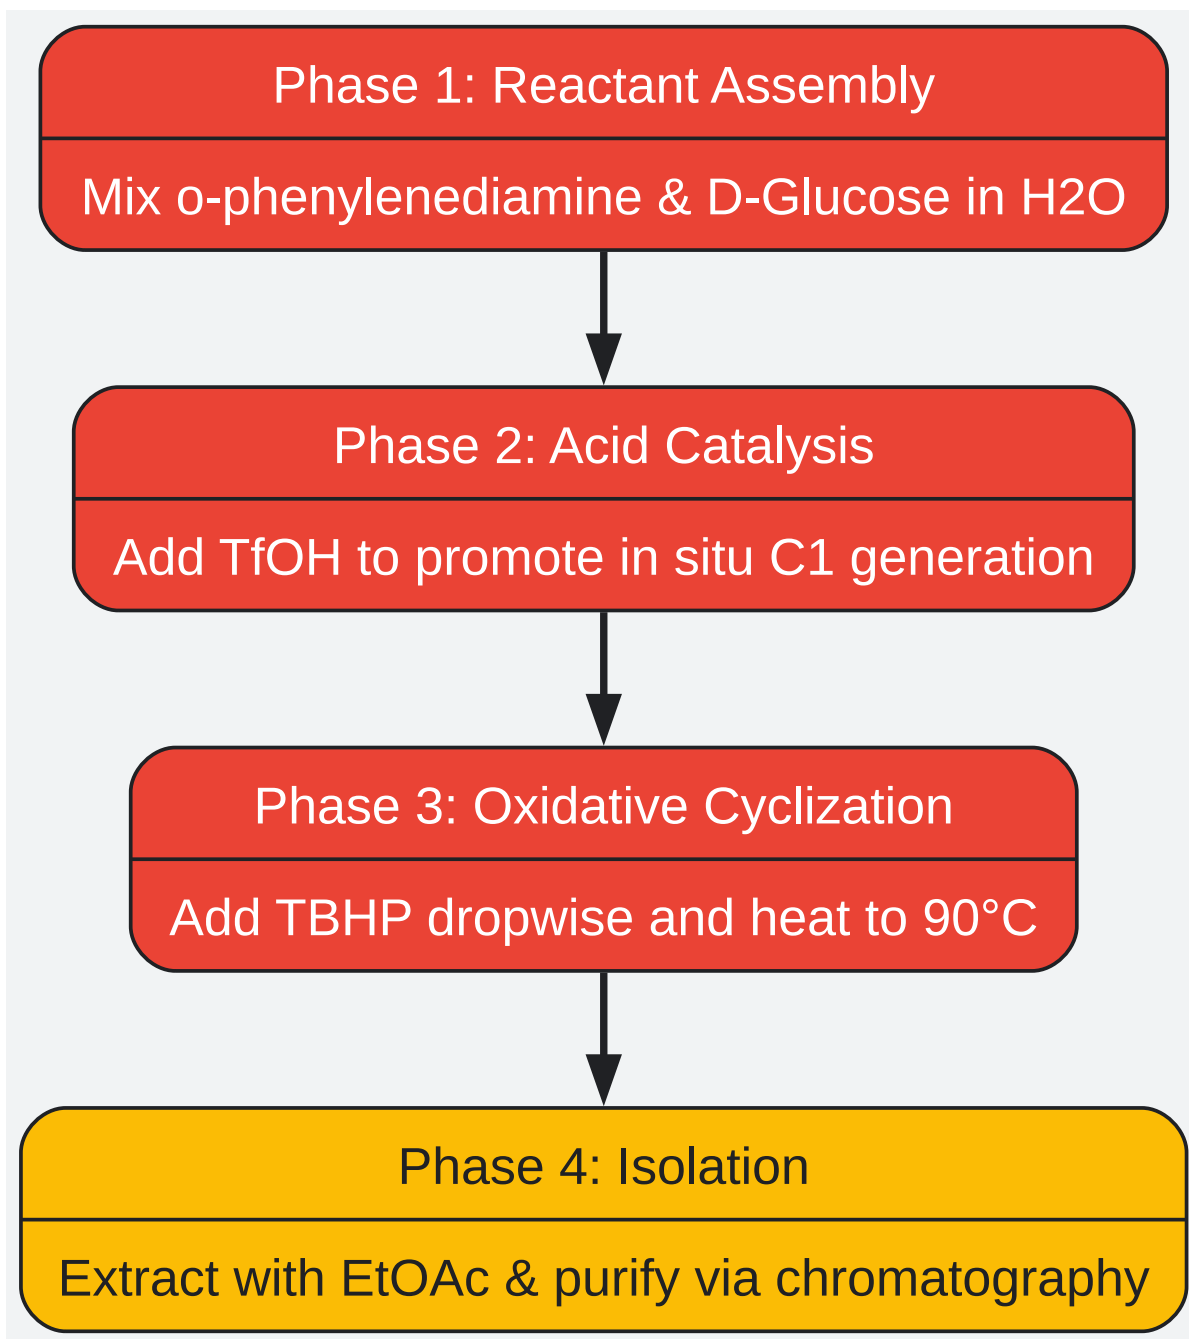 Phase 1: Reactant Assembly
Mix o-phenylenediamine & D-Glucose in H2O
Phase 2: Acid Catalysis
Add TfOH to promote in situ C1 generation
Phase 3: Oxidative Cyclization
Add TBHP dropwise and heat to 90°C
Phase 4: Isolation
Extract with EtOAc & purify via chromatography